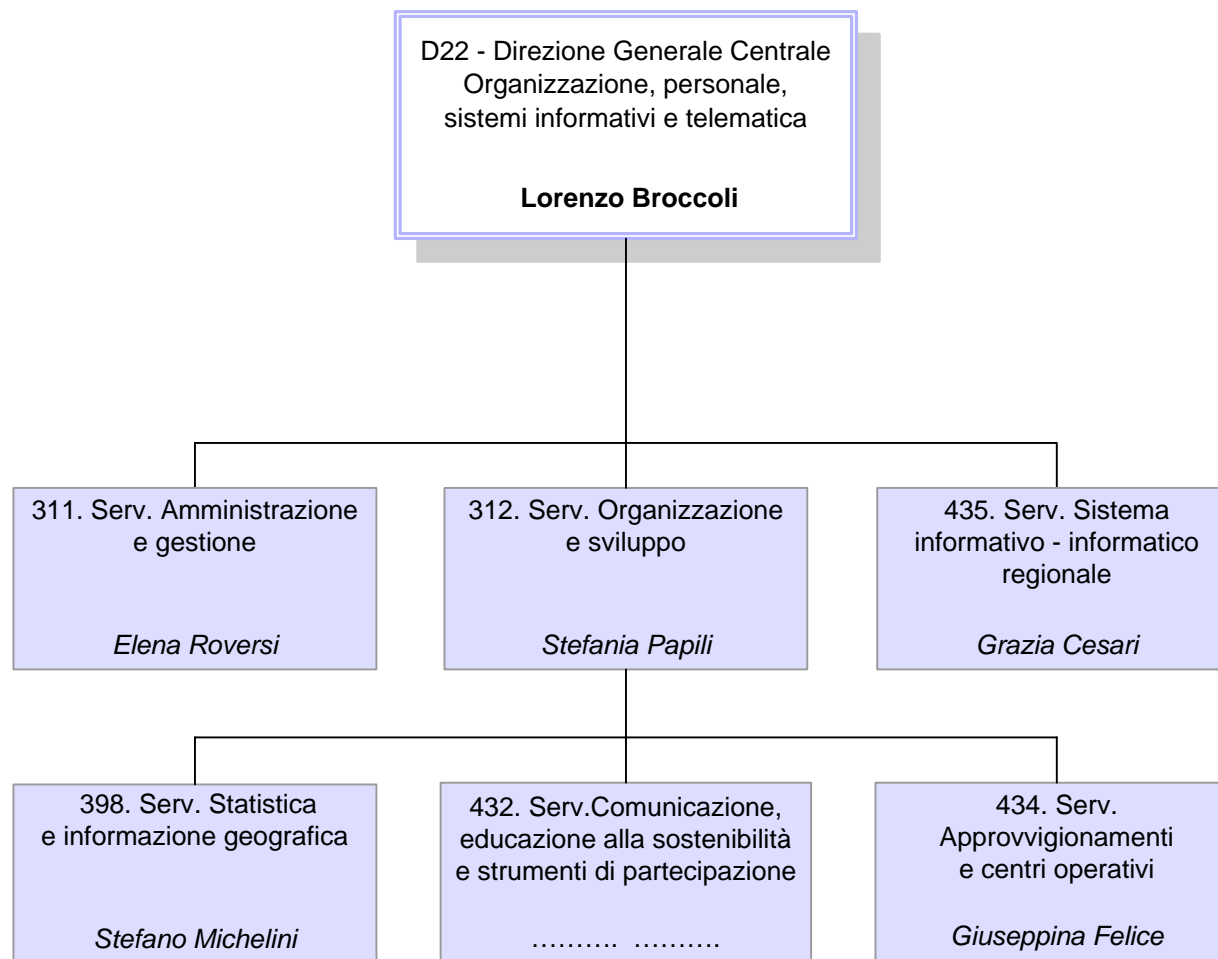 D22 - Direzione Generale Centrale
Organizzazione, personale,
sistemi informativi e telematica
Lorenzo Broccoli
311. Serv. Amministrazione
e gestione
Elena Roversi
312. Serv. Organizzazione
e sviluppo
Stefania Papili
435. Serv. Sistema
informativo - informatico
regionale
Grazia Cesari
398. Serv. Statistica
e informazione geografica
Stefano Michelini
432. Serv.Comunicazione,
educazione alla sostenibilità
e strumenti di partecipazione
.......... ..........
434. Serv.
Approvvigionamenti
e centri operativi
Giuseppina Felice